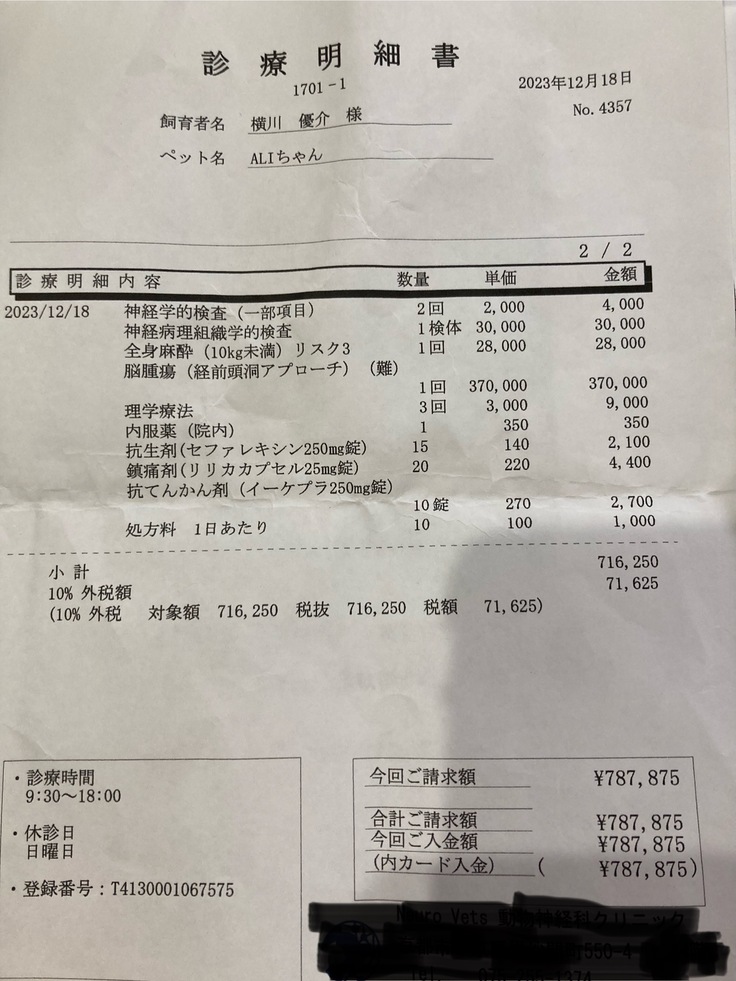 診療明細書
1701-1
2023年12月18日
No. 4357
飼育者名 横川 優介 様
ペット名 ALIちゃん
2 / 2
診療明細内容 数量 単価 金額
2023/12/18 神経学的検査(一部項目) 2回 2,000 4,000
神経病理組織学的検査 1検体 30,000 30,000
全身麻酔(10kg未満)リスク3 1回 28,000 28,000
脳腫瘍(経前頭洞アプローチ)(難)
1回 370,000 370,000
理学療法 3回 3,000 9,000
内服薬(院内) 1 350 350
抗生剤(セファレキシン250mg錠) 15 140 2,100
鎮痛剤(リリカカプセル25mg錠) 20 220 4,400
抗てんかん剤(イーケプラ250mg錠)
10錠 270 2,700
処方料 1日あたり 10 100 1,000
小計 716,250
10% 外税額 71,625
(10% 外税 対象額 716,250 税抜 716,250 税額 71,625)
・診療時間
9:30~18:00
・休診日
日曜日
・登録番号:T4130001067575
今回ご請求額 ¥787,875
合計ご請求額 ¥787,875
今回ご入金額 ¥787,875
(内カード入金) ( ¥787,875)
Neuro Vets 動物神経科クリニック
550-4
Tel. 1374